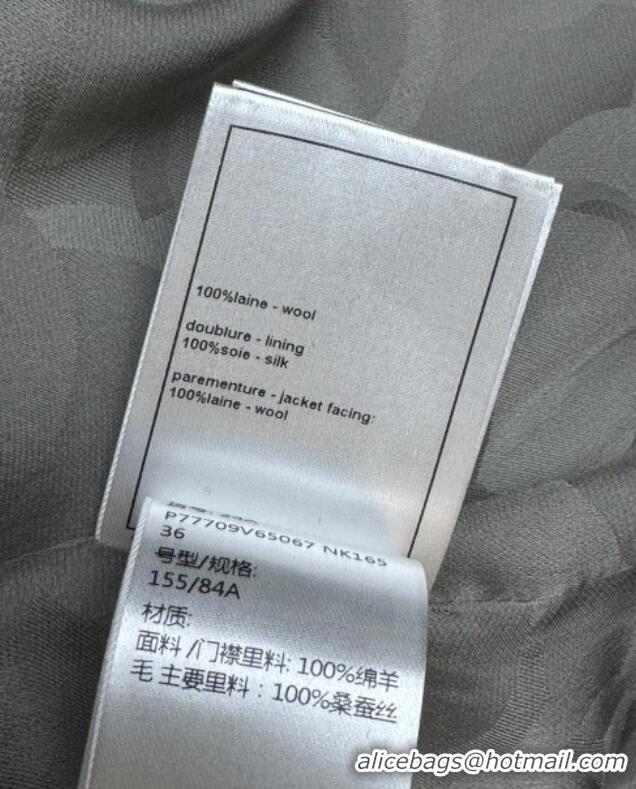 100%laine - wool
doublure - lining
100%soie - silk
parementure - jacket facing:
100%laine - wool
P77709V65067 NK165
36
号型/规格:
155/84A
材质:
面料 /门襟里料: 100%绵羊
毛 主要里料：100%桑蚕丝
alicebags@hotmail.com